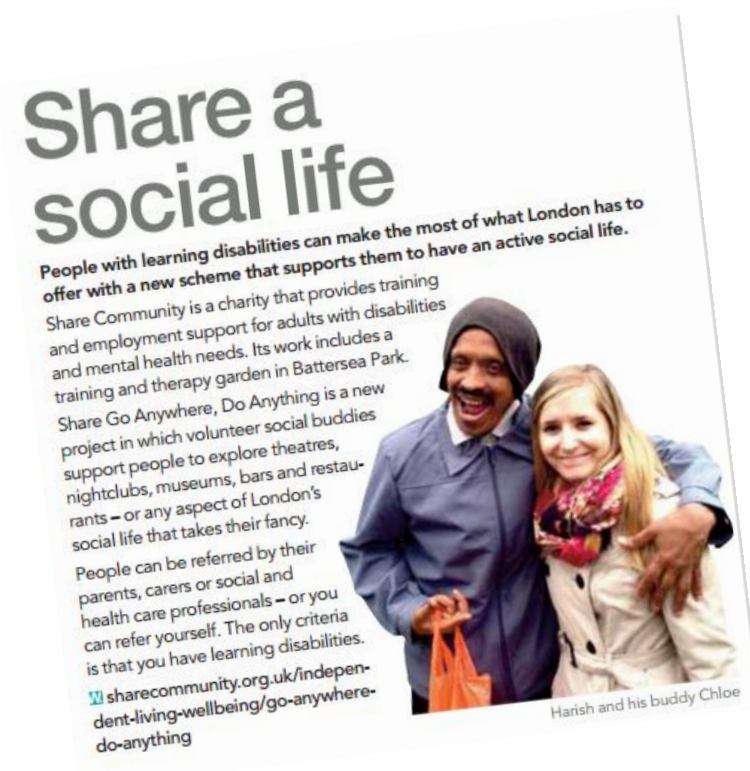 Share a
social life
People with learning disabilities can make the most of what London has to
offer with a new scheme that supports them to have an active social life.
Share Community is a charity that provides training
and employment support for adults with disabilities
and mental health needs. Its work includes a
training and therapy garden in Battersea Park.
Share Go Anywhere, Do Anything is a new
project in which volunteer social buddies
support people to explore theatres,
nightclubs, museums, bars and restau-
rants – or any aspect of London's
social life that takes their fancy.
People can be referred by their
parents, carers or social and
health care professionals – or you
can refer yourself. The only criteria
is that you have learning disabilities.
W sharecommunity.org.uk/indepen-
dent-living-wellbeing/go-anywhere-
do-anything
Harish and his buddy Chloe